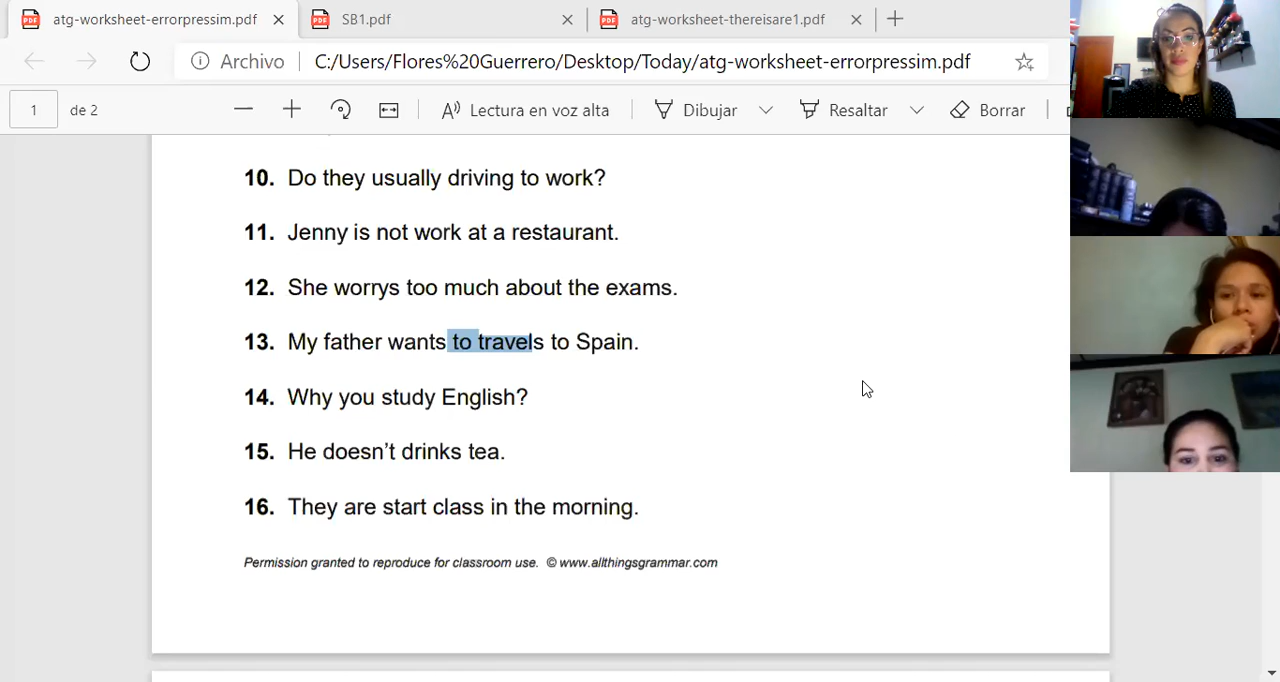 atg-worksheet-errorpressim.pdf
SB1.pdf
atg-worksheet-thereisare1.pdf
Archivo
C:/Users/Flores%20Guerrero/Desktop/Today/atg-worksheet-errorpressim.pdf
1 de 2
Lectura en voz alta
Dibujar
Resaltar
Borrar
10. Do they usually driving to work?
11. Jenny is not work at a restaurant.
12. She worrys too much about the exams.
13. My father wants to travels to Spain.
14. Why you study English?
15. He doesn't drinks tea.
16. They are start class in the morning.
Permission granted to reproduce for classroom use. © www.allthingsgrammar.com